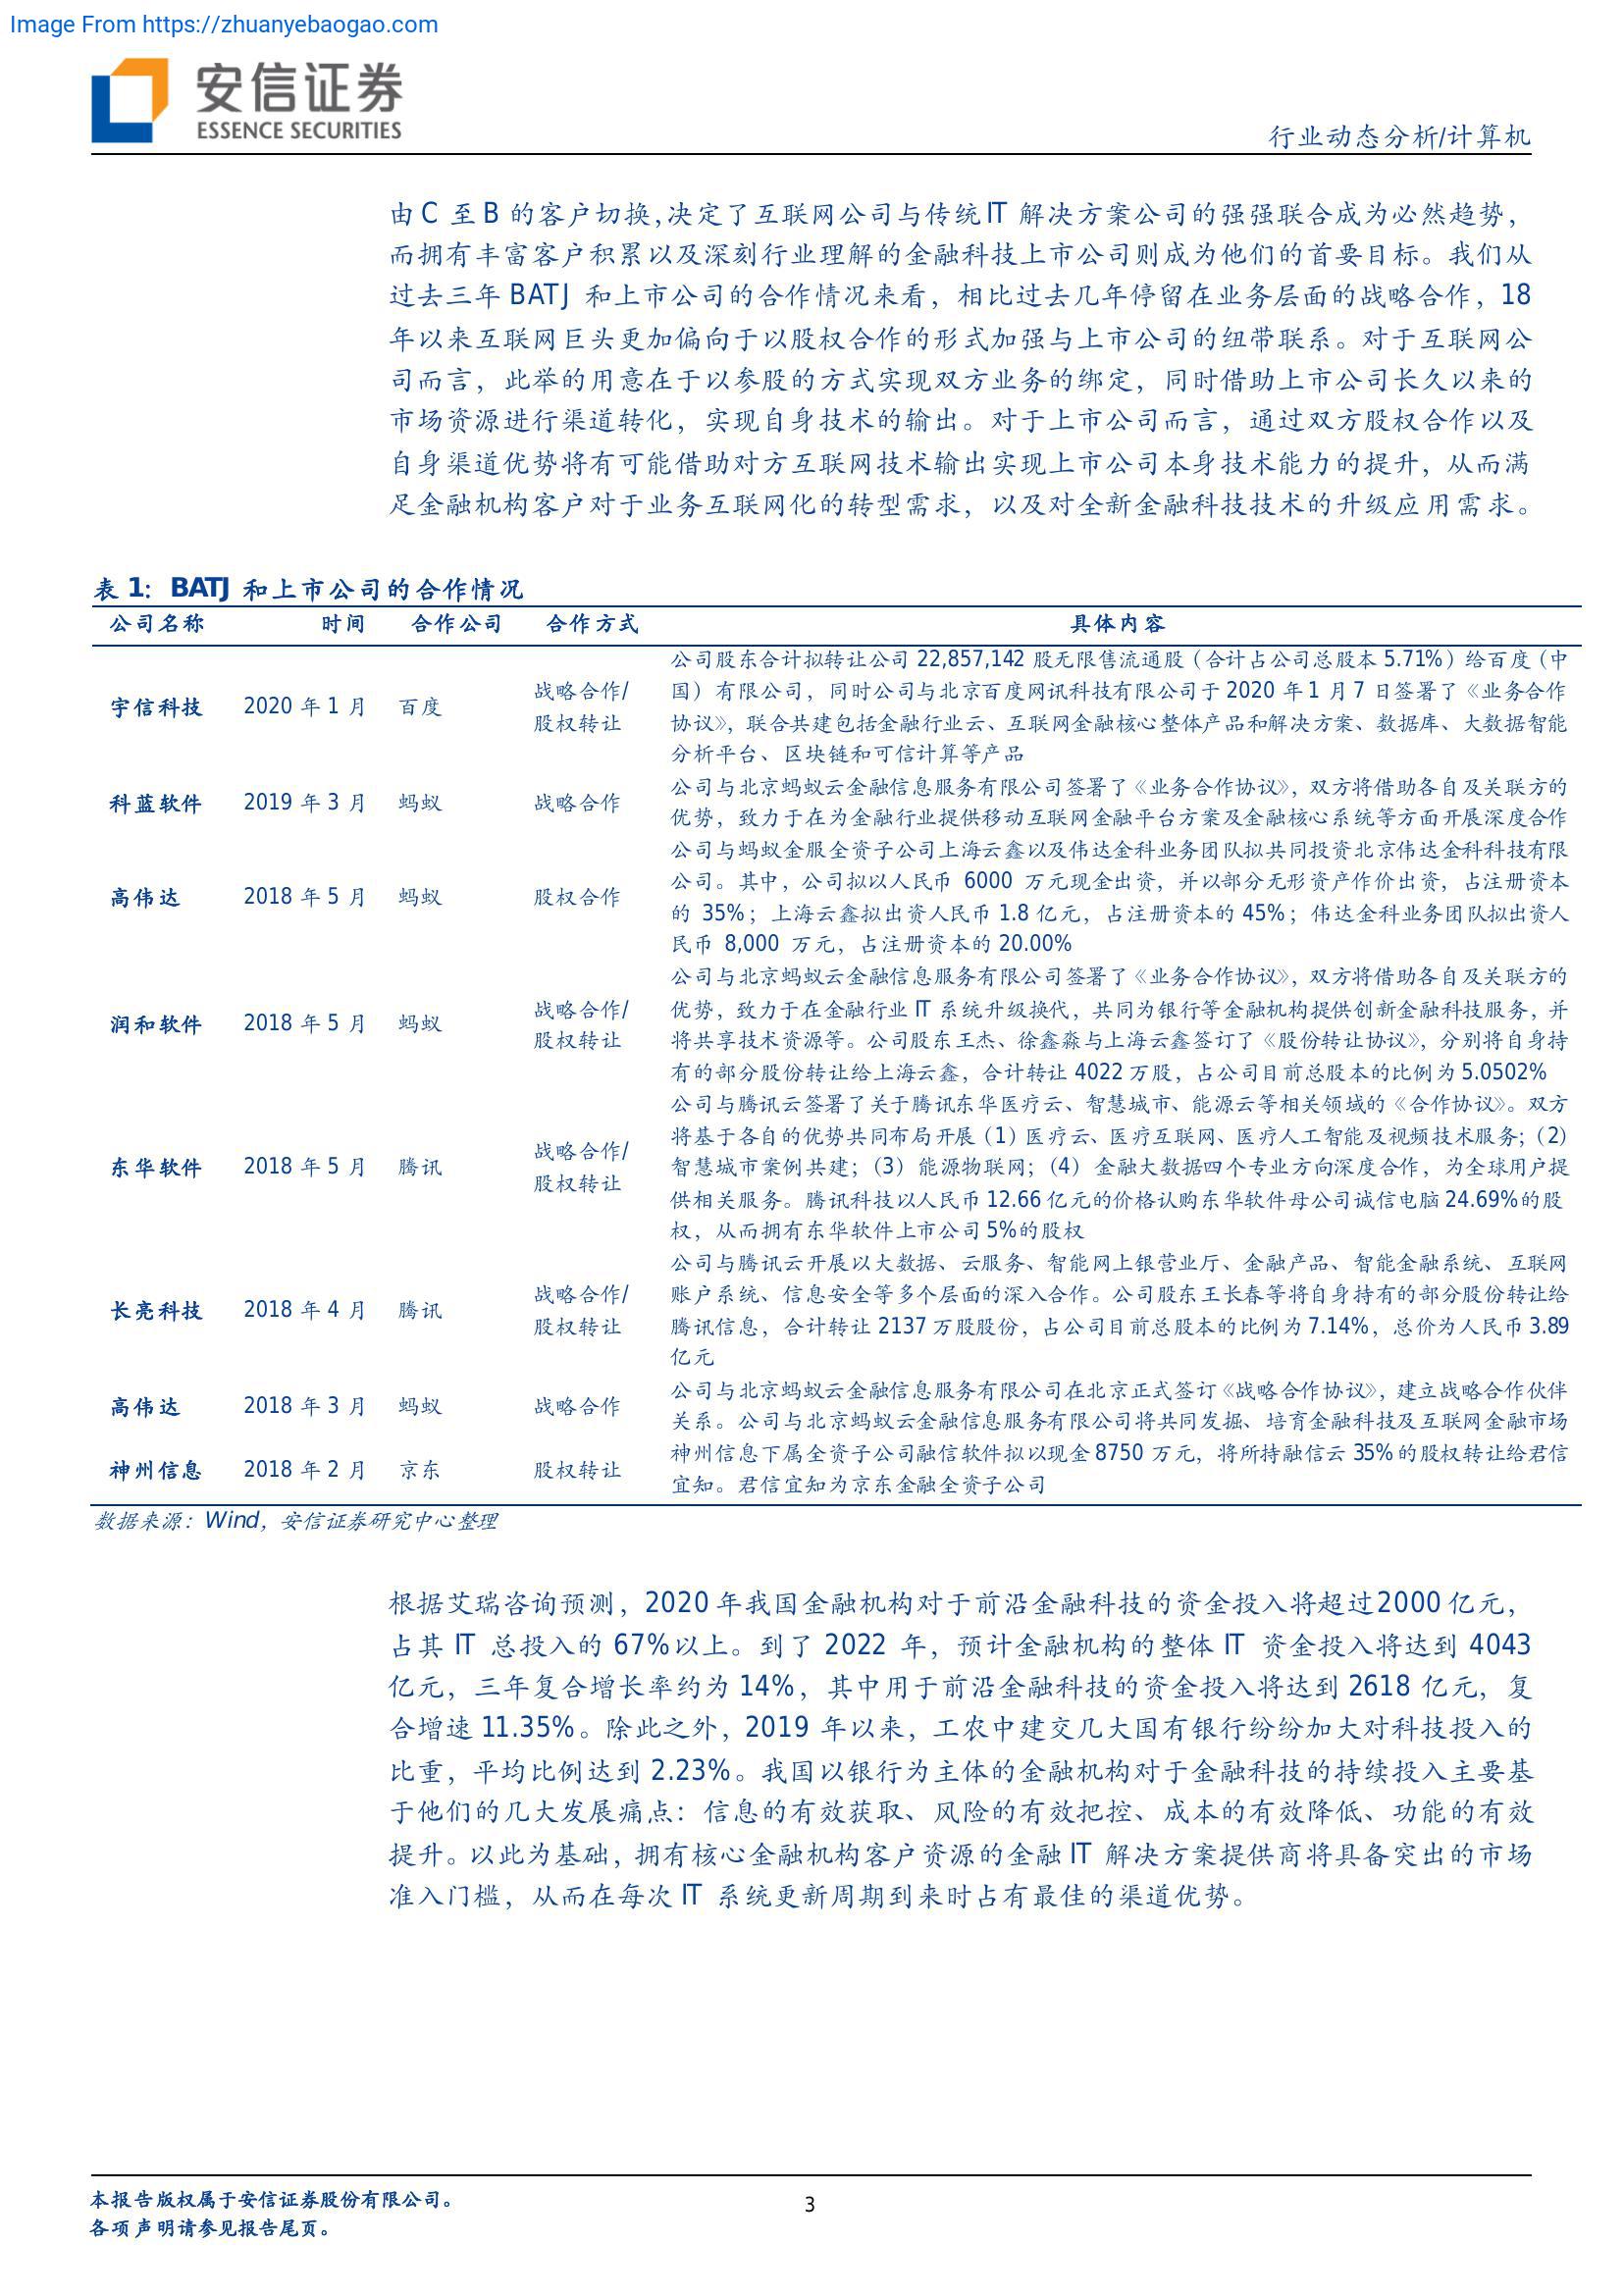 Image From https://zhuanyebaogao.com
安信证券
ESSENCE SECURITIES
行业动态分析/计算机
由 C 至 B 的客户切换，决定了互联网公司与传统 IT 解决方案公司的强强联合成为必然趋势，
而拥有丰富客户积累以及深刻行业理解的金融科技上市公司则成为他们的首要目标。我们从
过去三年 BATJ 和上市公司的合作情况来看，相比过去几年停留在业务层面的战略合作，18
年以来互联网巨头更加偏向于以股权合作的形式加强与上市公司的纽带联系。对于互联网公
司而言，此举的用意在于以参股的方式实现双方业务的绑定，同时借助上市公司长久以来的
市场资源进行渠道转化，实现自身技术的输出。对于上市公司而言，通过双方股权合作以及
自身渠道优势将有可能借助对方互联网技术输出实现上市公司本身技术能力的提升，从而满
足金融机构客户对于业务互联网化的转型需求，以及对全新金融科技技术的升级应用需求。
表 1：BATJ 和上市公司的合作情况
公司名称 时间 合作公司 合作方式 具体内容
宇信科技 2020 年 1 月 百度 战略合作/
股权转让
公司股东合计拟转让公司 22,857,142 股无限售流通股（合计占公司总股本 5.71%）给百度（中
国）有限公司，同时公司与北京百度网讯科技有限公司于 2020 年 1 月 7 日签署了《业务合作
协议》，联合共建包括金融行业云、互联网金融核心整体产品和解决方案、数据库、大数据智能
分析平台、区块链和可信计算等产品
科蓝软件 2019 年 3 月 蚂蚁 战略合作
公司与北京蚂蚁云金融信息服务有限公司签署了《业务合作协议》，双方将借助各自及关联方的
优势，致力于在为金融行业提供移动互联网金融平台方案及金融核心系统等方面开展深度合作
高伟达 2018 年 5 月 蚂蚁 股权合作
公司与蚂蚁金服全资子公司上海云鑫以及伟达金科业务团队拟共同投资北京伟达金科科技有限
公司。其中，公司拟以人民币 6000 万元现金出资，并以部分无形资产作价出资，占注册资本
的 35%；上海云鑫拟出资人民币 1.8 亿元，占注册资本的 45%；伟达金科业务团队拟出资人
民币 8,000 万元，占注册资本的 20.00%
润和软件 2018 年 5 月 蚂蚁 战略合作/
股权转让
公司与北京蚂蚁云金融信息服务有限公司签署了《业务合作协议》，双方将借助各自及关联方的
优势，致力于在金融行业 IT 系统升级换代，共同为银行等金融机构提供创新金融科技服务，并
将共享技术资源等。公司股东王杰、徐鑫淼与上海云鑫签订了《股份转让协议》，分别将自身持
有的部分股份转让给上海云鑫，合计转让 4022 万股，占公司目前总股本的比例为 5.0502%
东华软件 2018 年 5 月 腾讯 战略合作/
股权转让
公司与腾讯云签署了关于腾讯东华医疗云、智慧城市、能源云等相关领域的《合作协议》。双方
将基于各自的优势共同布局开展（1）医疗云、医疗互联网、医疗人工智能及视频技术服务；（2）
智慧城市案例共建；（3）能源物联网；（4）金融大数据四个专业方向深度合作，为全球用户提
供相关服务。腾讯科技以人民币 12.66 亿元的价格认购东华软件母公司诚信电脑 24.69%的股
权，从而拥有东华软件上市公司 5%的股权
长亮科技 2018 年 4 月 腾讯 战略合作/
股权转让
公司与腾讯云开展以大数据、云服务、智能网上银营业厅、金融产品、智能金融系统、互联网
账户系统、信息安全等多个层面的深入合作。公司股东王长春等将自身持有的部分股份转让给
腾讯信息，合计转让 2137 万股股份，占公司目前总股本的比例为 7.14%，总价为人民币 3.89
亿元
高伟达 2018 年 3 月 蚂蚁 战略合作
公司与北京蚂蚁云金融信息服务有限公司在北京正式签订《战略合作协议》，建立战略合作伙伴
关系。公司与北京蚂蚁云金融信息服务有限公司将共同发掘、培育金融科技及互联网金融市场
神州信息 2018 年 2 月 京东 股权转让
神州信息下属全资子公司融信软件拟以现金 8750 万元，将所持融信云 35%的股权转让给君信
宜知。君信宜知为京东金融全资子公司
数据来源：Wind，安信证券研究中心整理
根据艾瑞咨询预测，2020 年我国金融机构对于前沿金融科技的资金投入将超过 2000 亿元，
占其 IT 总投入的 67%以上。到了 2022 年，预计金融机构的整体 IT 资金投入将达到 4043
亿元，三年复合增长率约为 14%，其中用于前沿金融科技的资金投入将达到 2618 亿元，复
合增速 11.35%。除此之外，2019 年以来，工农中建交几大国有银行纷纷加大对科技投入的
比重，平均比例达到 2.23%。我国以银行为主体的金融机构对于金融科技的持续投入主要基
于他们的几大发展痛点：信息的有效获取、风险的有效把控、成本的有效降低、功能的有效
提升。以此为基础，拥有核心金融机构客户资源的金融 IT 解决方案提供商将具备突出的市场
准入门槛，从而在每次 IT 系统更新周期到来时占有最佳的渠道优势。
本报告版权属于安信证券股份有限公司。
各项声明请参见报告尾页。
3